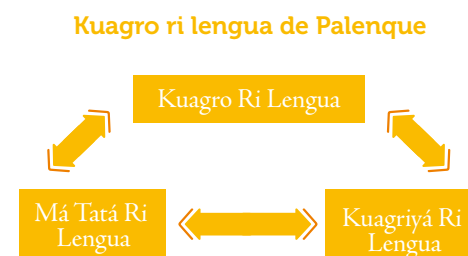 Kuagro ri lengua de Palenque
Kuagro Ri Lengua
Má Tatá Ri
Lengua
Kuagriyá Ri
Lengua